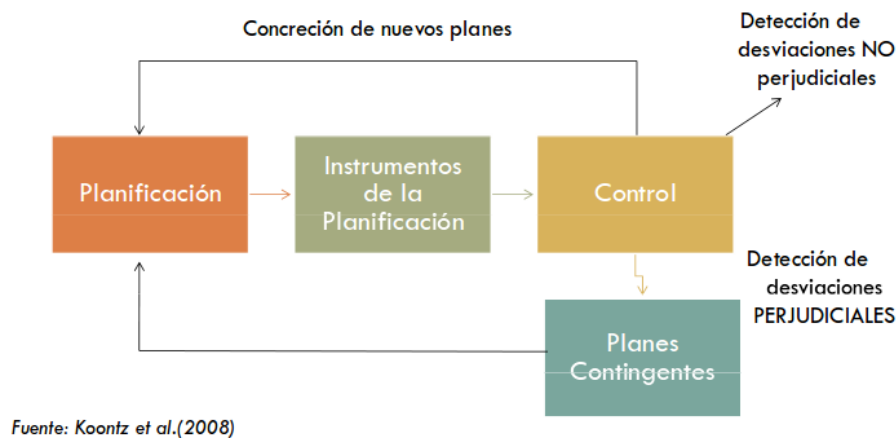 Concreción de nuevos planes
Detección de
desviaciones NO
perjudiciales
Planificación
Instrumentos
de la
Planificación
Control
Detección de
desviaciones
PERJUDICIALES
Planes
Contingentes
Fuente: Koontz et al.(2008)